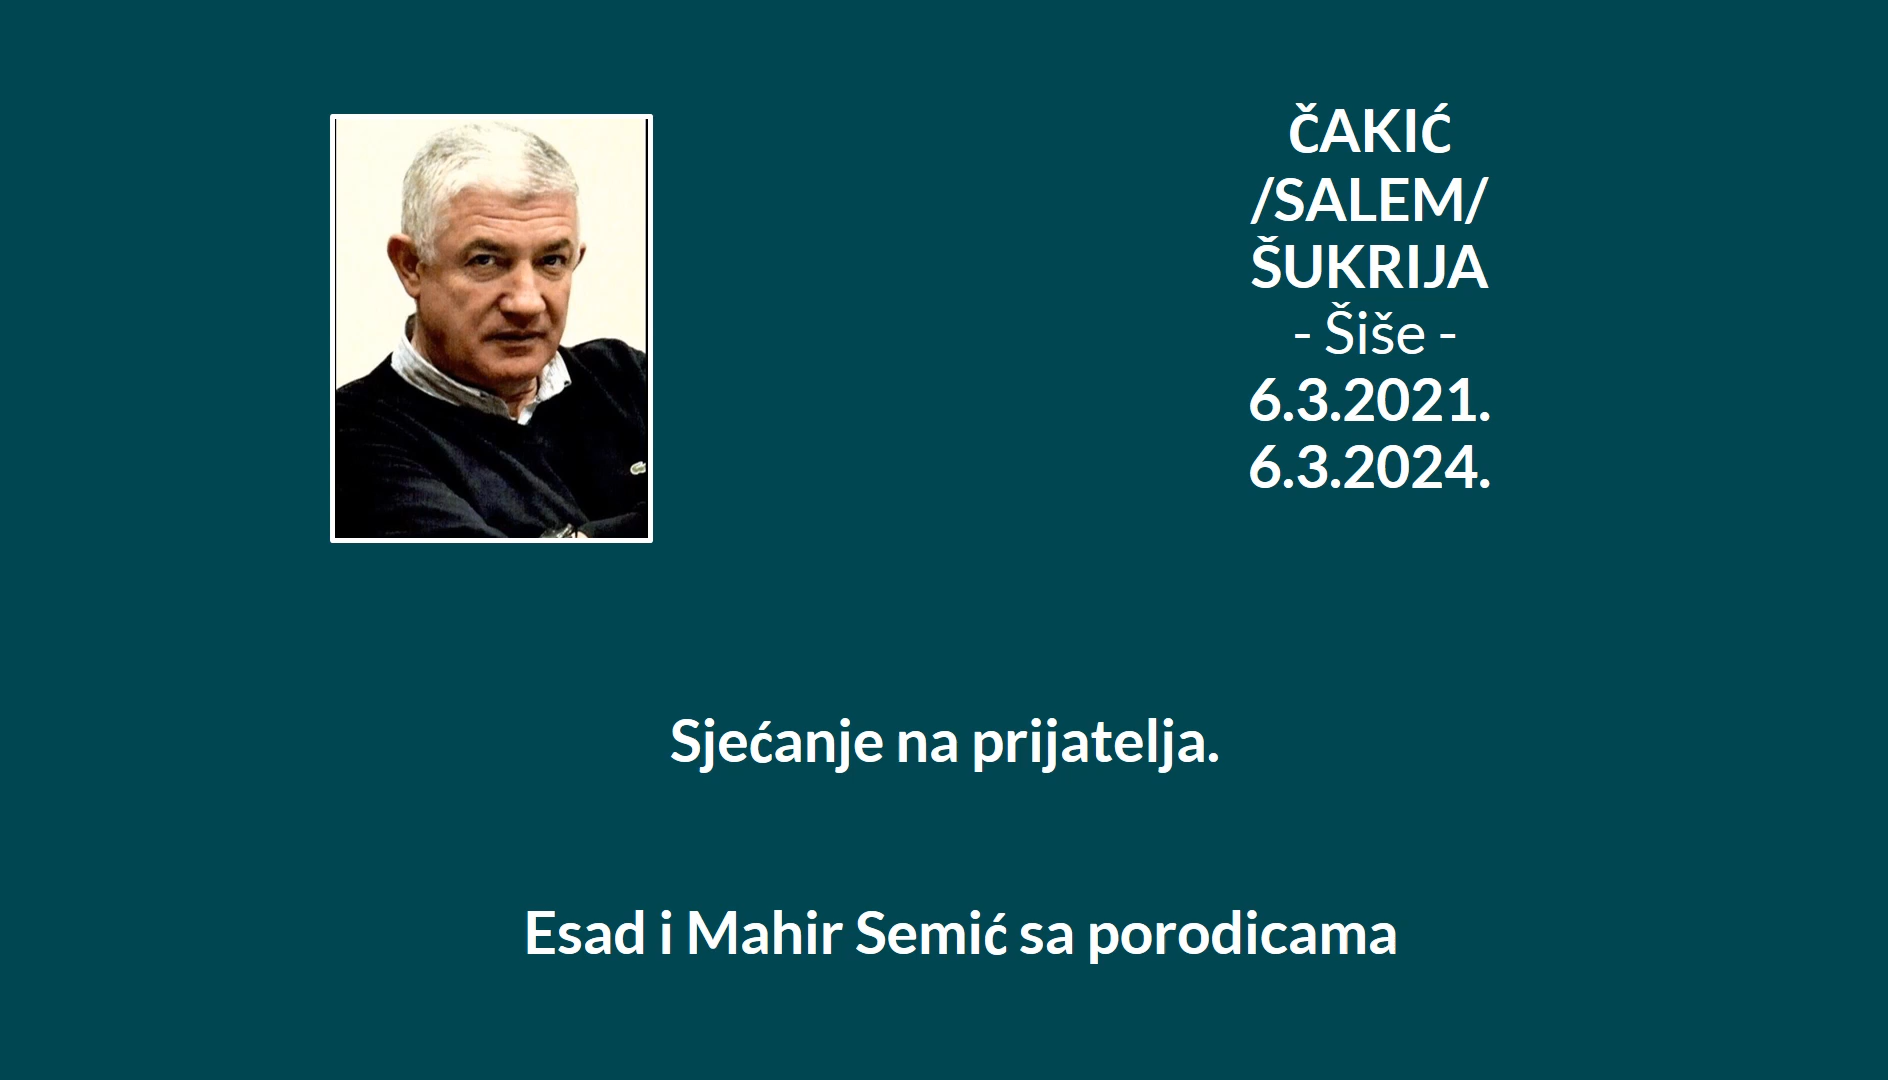 ČAKIĆ
/SALEM/
ŠUKRIJA
- Šiše -
6.3.2021.
6.3.2024.
Sjećanje na prijatelja.
Esad i Mahir Semić sa porodicama